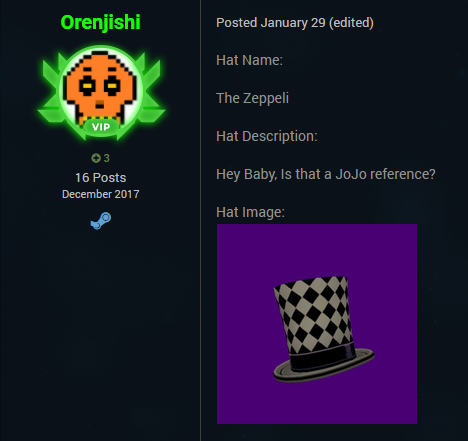 Orenjishi
VIP
3
16 Posts
December 2017
Posted January 29 (edited)
Hat Name:
The Zeppeli
Hat Description:
Hey Baby, Is that a JoJo reference?
Hat Image: